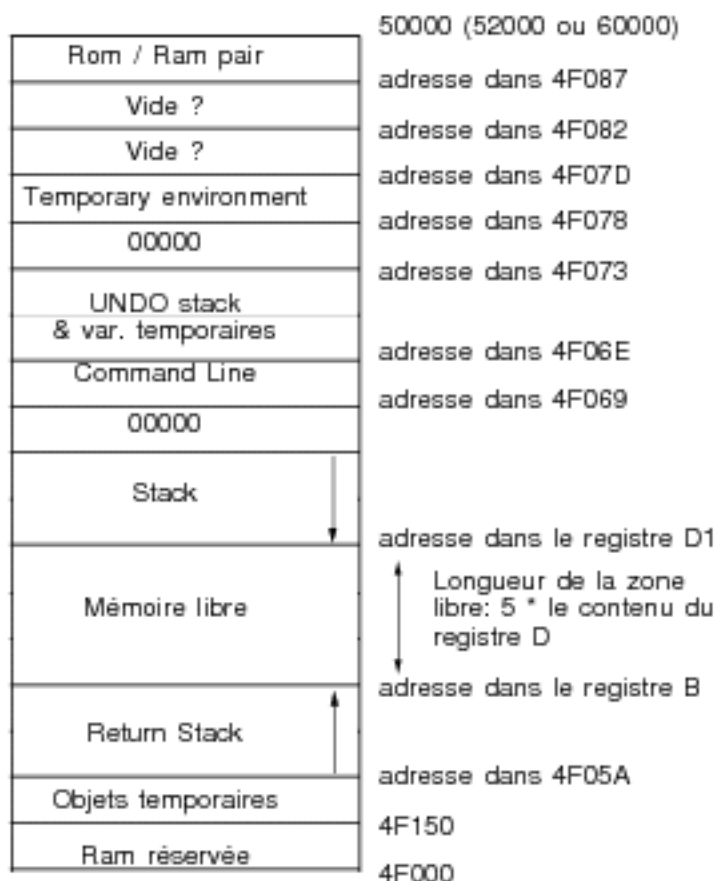 50000 (52000 ou 60000)
Rom / Ram pair
adresse dans 4F087
Vide ?
adresse dans 4F082
Vide ?
adresse dans 4F07D
Temporary environment
adresse dans 4F078
00000
adresse dans 4F073
UNDO stack
& var. temporaires
adresse dans 4F06E
Command Line
adresse dans 4F069
00000
Stack
adresse dans le registre D1
Longueur de la zone
libre: 5 * le contenu du
registre D
Mémoire libre
adresse dans le registre B
Return Stack
adresse dans 4F05A
Objets temporaires
4F150
Ram réservée
4F000